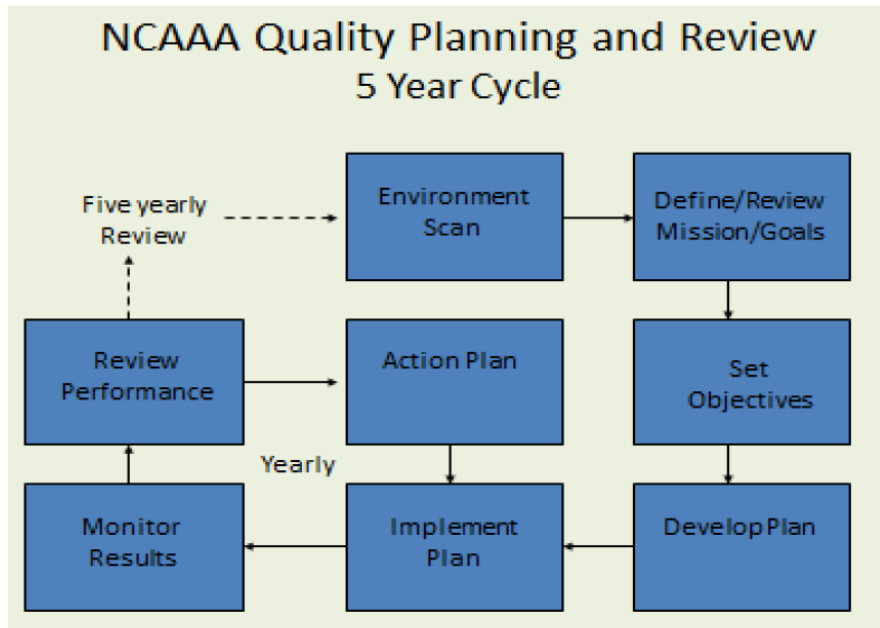 NCAAA Quality Planning and Review
5 Year Cycle
Five yearly
Review
Environment
Scan
Define/Review
Mission/Goals
Review
Performance
Action Plan
Set
Objectives
Yearly
Monitor
Results
Implement
Plan
Develop Plan